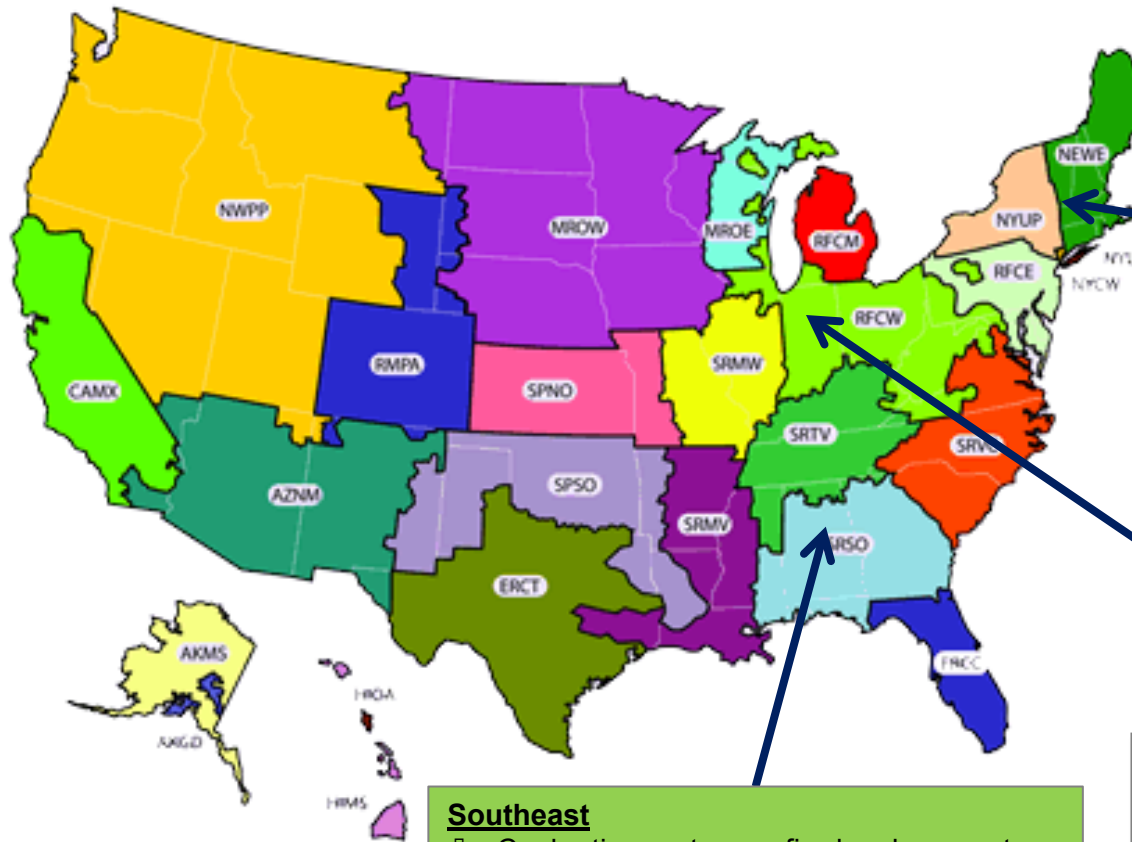 NEWE
NWPP
MROW
MROE
NYUP
RFCM
RFCE
NYCW
RFCW
RMPA
SRMW
CAMX
SPNO
SRTV
SPSO
AZNM
SRMV
SRSO
ERCT
AKMS
FRCC
AKGD
HIOA
HIMS
Southeast